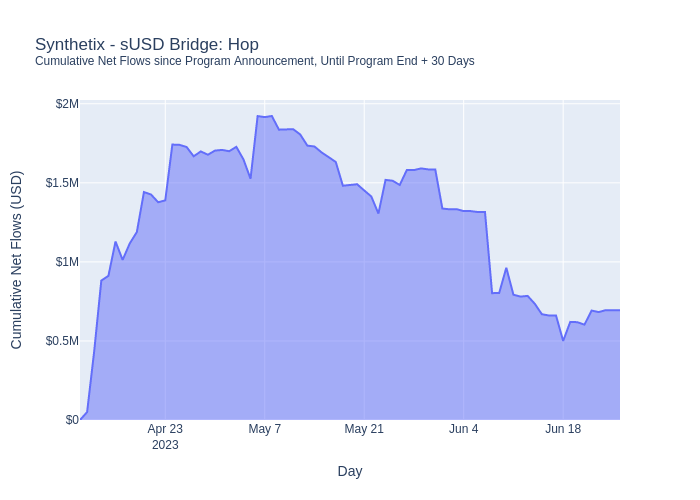 Synthetix - sUSD Bridge: Hop
Cumulative Net Flows since Program Announcement, Until Program End + 30 Days
Cumulative Net Flows (USD)
$2M
$1.5M
$1M
$0.5M
$0
Apr 23
2023
May 7
May 21
Jun 4
Jun 18
Day